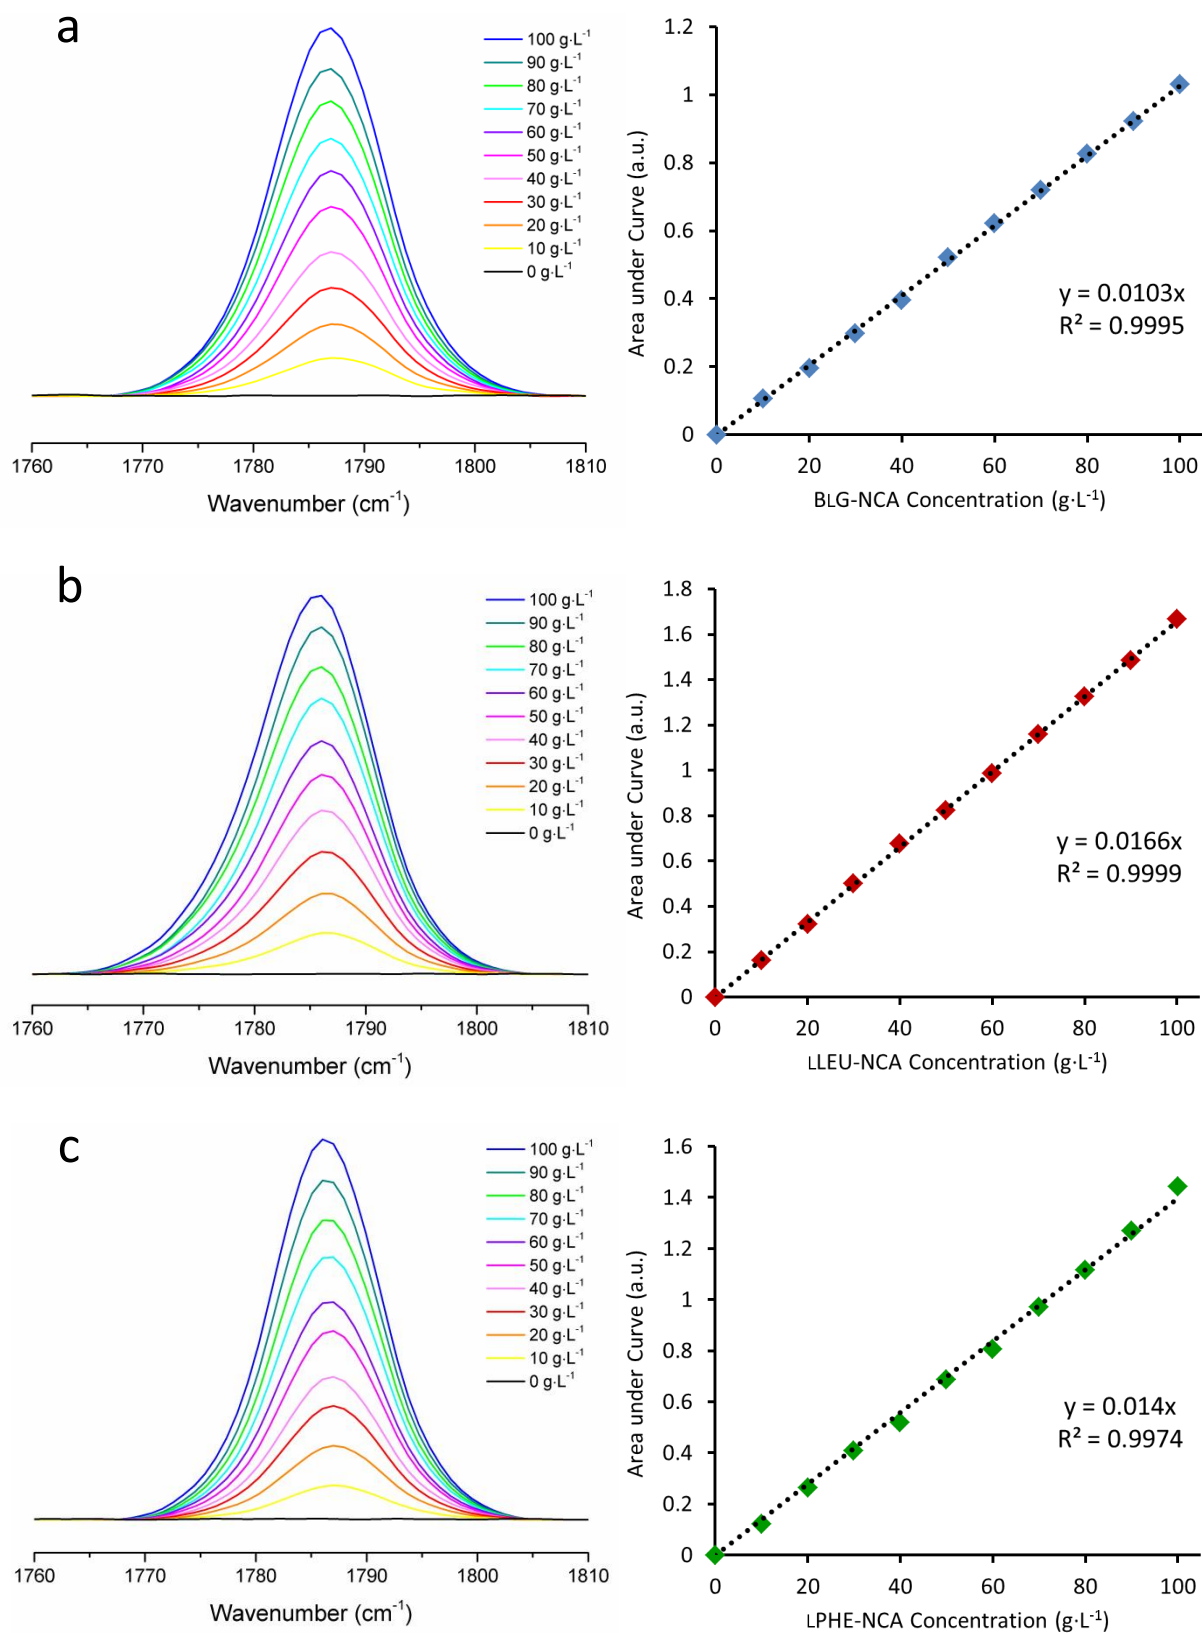 a
100 g·L⁻¹
90 g·L⁻¹
80 g·L⁻¹
70 g·L⁻¹
60 g·L⁻¹
50 g·L⁻¹
40 g·L⁻¹
30 g·L⁻¹
20 g·L⁻¹
10 g·L⁻¹
0 g·L⁻¹
1760 1770 1780 1790 1800 1810
Wavenumber (cm⁻¹)
1.2
1
0.8
0.6
0.4
0.2
0
Area under Curve (a.u.)
y = 0.0103x
R² = 0.9995
0 20 40 60 80 100
BLG-NCA Concentration (g·L⁻¹)
b
100 g·L⁻¹
90 g·L⁻¹
80 g·L⁻¹
70 g·L⁻¹
60 g·L⁻¹
50 g·L⁻¹
40 g·L⁻¹
30 g·L⁻¹
20 g·L⁻¹
10 g·L⁻¹
0 g·L⁻¹
1760 1770 1780 1790 1800 1810
Wavenumber (cm⁻¹)
1.8
1.6
1.4
1.2
1
0.8
0.6
0.4
0.2
0
Area under Curve (a.u.)
y = 0.0166x
R² = 0.9999
0 20 40 60 80 100
LLEU-NCA Concentration (g·L⁻¹)
c
100 g·L⁻¹
90 g·L⁻¹
80 g·L⁻¹
70 g·L⁻¹
60 g·L⁻¹
50 g·L⁻¹
40 g·L⁻¹
30 g·L⁻¹
20 g·L⁻¹
10 g·L⁻¹
0 g·L⁻¹
1760 1770 1780 1790 1800 1810
Wavenumber (cm⁻¹)
1.6
1.4
1.2
1
0.8
0.6
0.4
0.2
0
Area under Curve (a.u.)
y = 0.014x
R² = 0.9974
0 20 40 60 80 100
LPHE-NCA Concentration (g·L⁻¹)